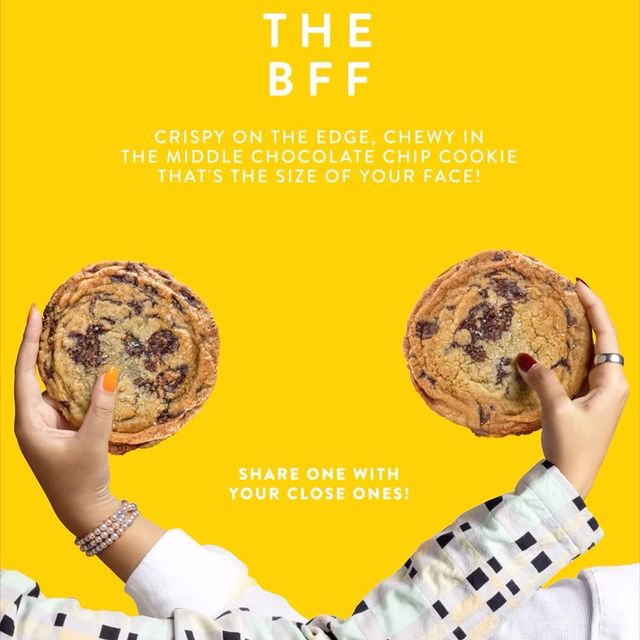 THE
BFF
CRISPY ON THE EDGE, CHEWY IN
THE MIDDLE CHOCOLATE CHIP COOKIE
THAT'S THE SIZE OF YOUR FACE!
SHARE ONE WITH
YOUR CLOSE ONES!